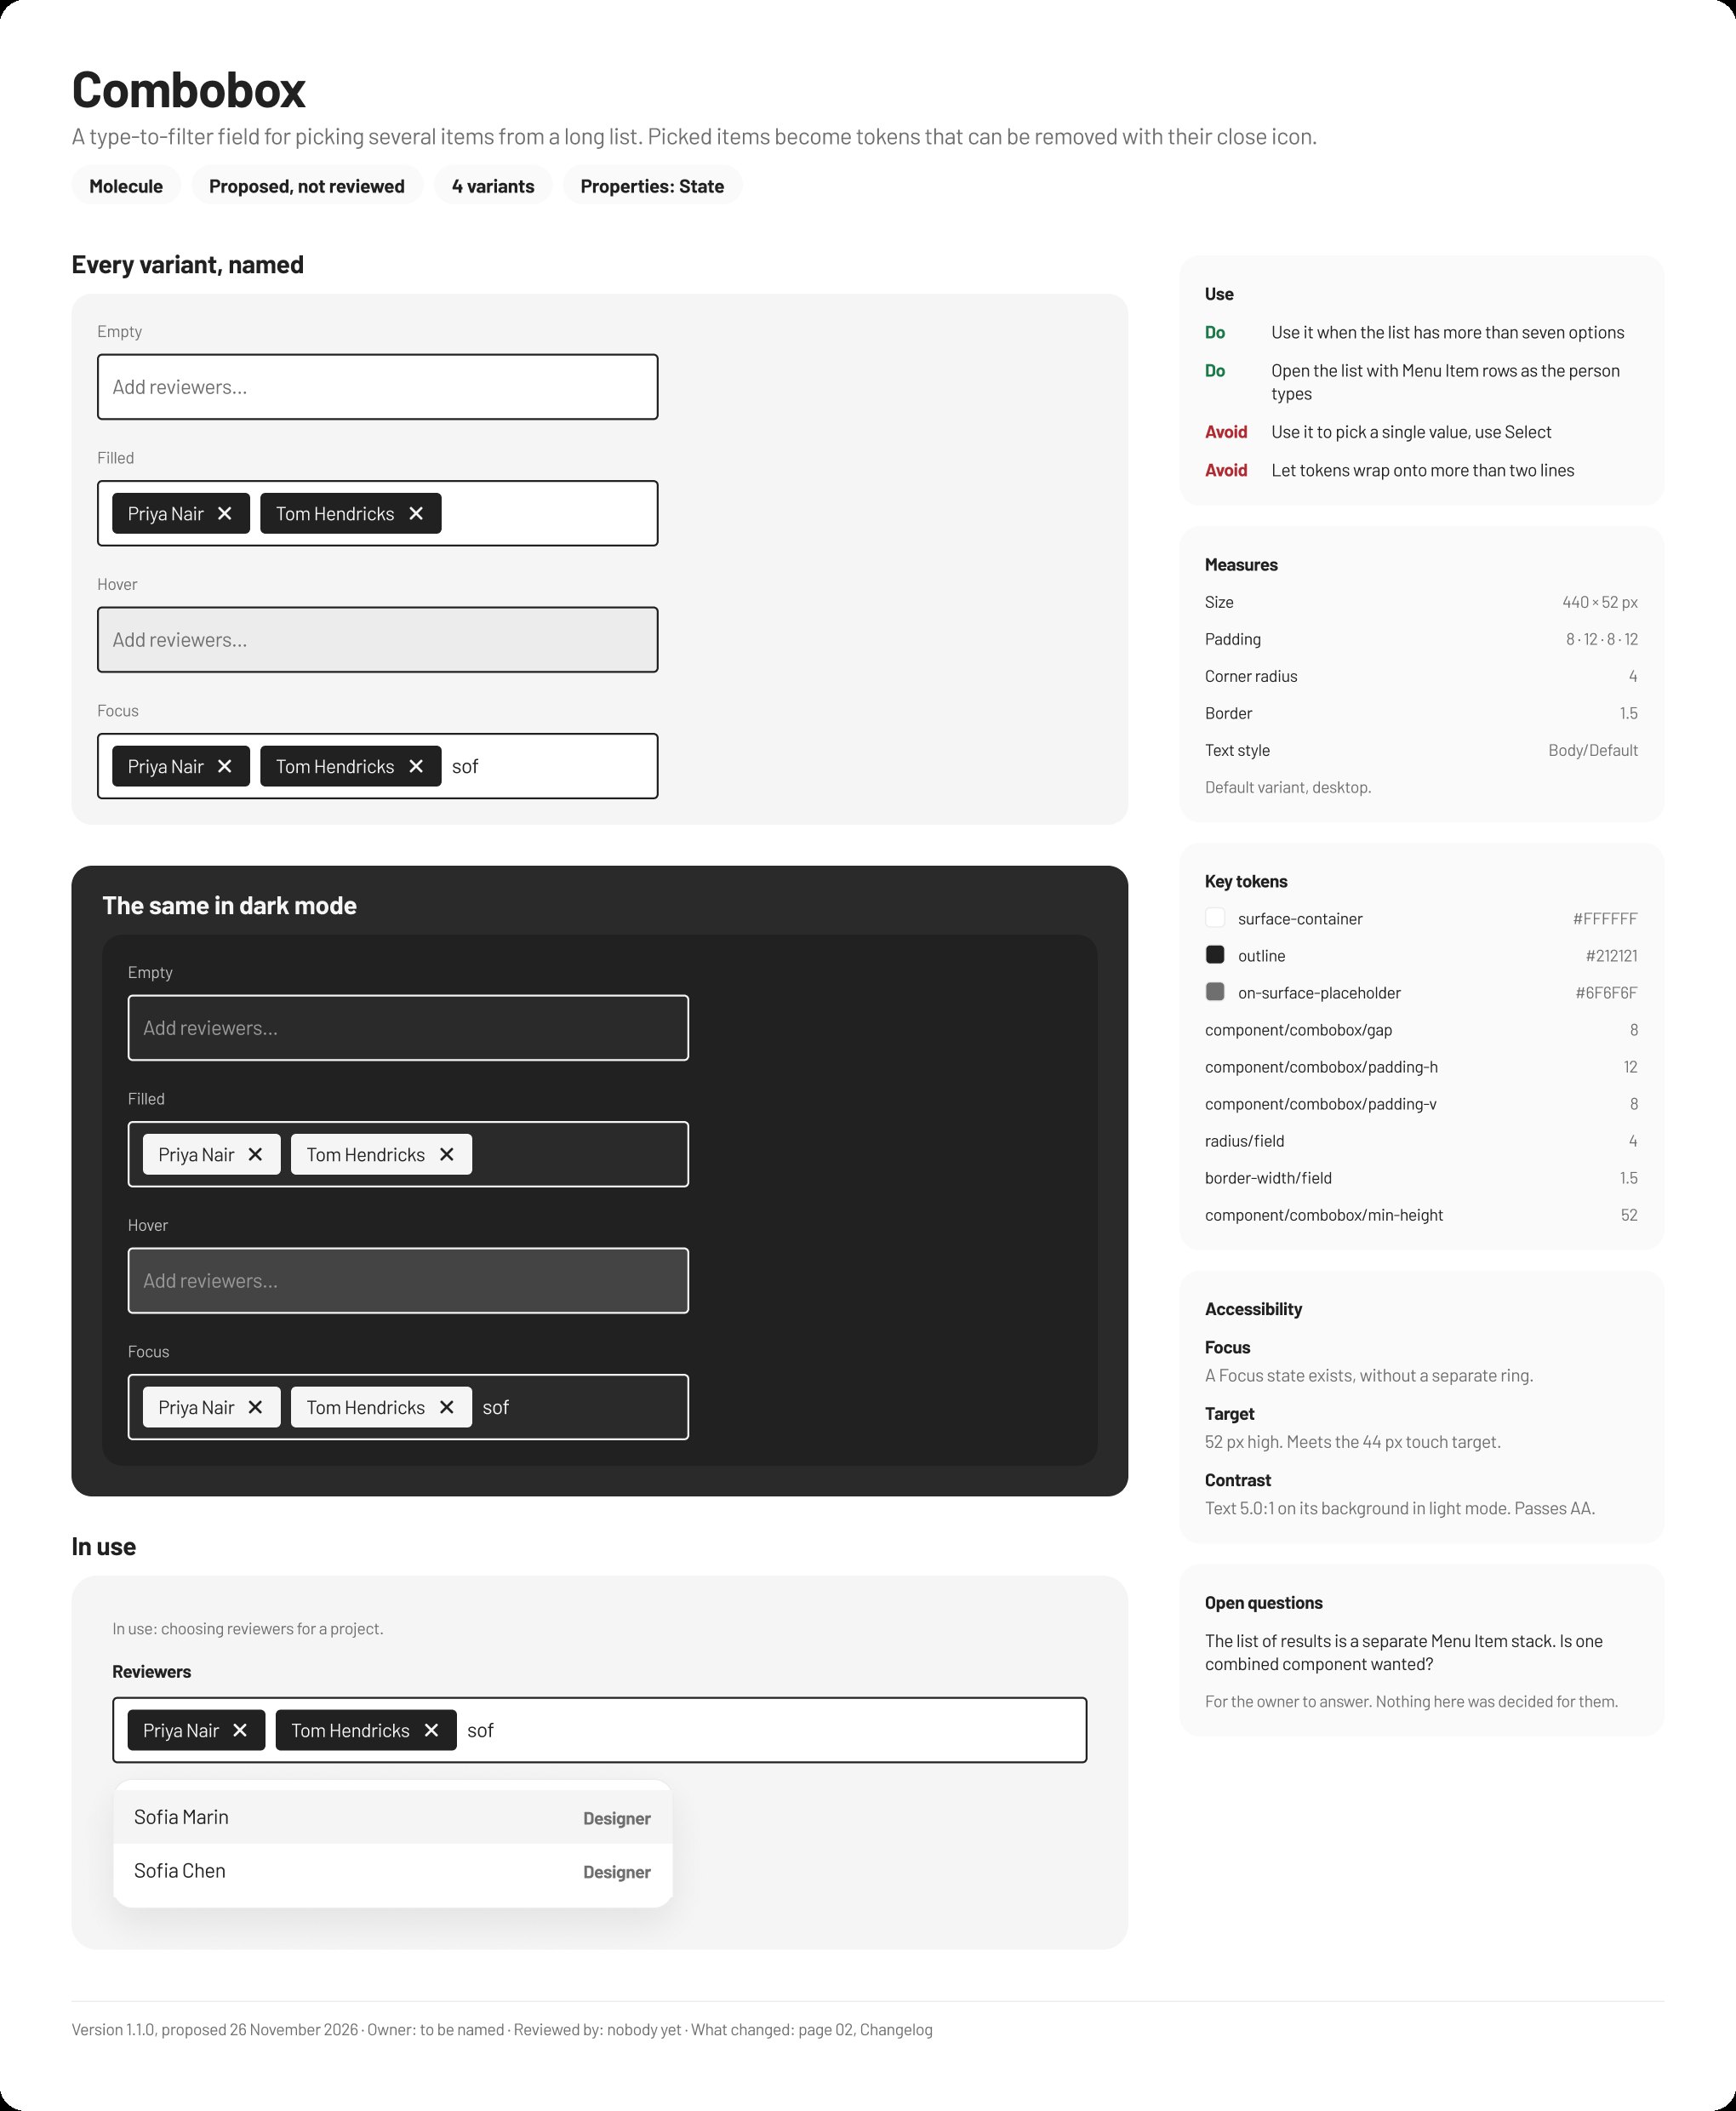 Combobox
A type-to-filter field for picking several items from a long list. Picked items become tokens that can be removed with their close icon.
Molecule
Proposed, not reviewed
4 variants
Properties: State
Every variant, named
Empty
Add reviewers...
Filled
Priya Nair
Tom Hendricks
Hover
Add reviewers...
Focus
Priya Nair
Tom Hendricks
sof
The same in dark mode
Empty
Add reviewers...
Filled
Priya Nair
Tom Hendricks
Hover
Add reviewers...
Focus
Priya Nair
Tom Hendricks
sof
In use
In use: choosing reviewers for a project.
Reviewers
Priya Nair
Tom Hendricks
sof
Sofia Marin Designer
Sofia Chen Designer
Use
Do Use it when the list has more than seven options
Do Open the list with Menu Item rows as the person
types
Avoid Use it to pick a single value, use Select
Avoid Let tokens wrap onto more than two lines
Measures
Size 440 × 52 px
Padding 8 · 12 · 8 · 12
Corner radius 4
Border 1.5
Text style Body/Default
Default variant, desktop.
Key tokens
surface-container #FFFFFF
outline #212121
on-surface-placeholder #6F6F6F
component/combobox/gap 8
component/combobox/padding-h 12
component/combobox/padding-v 8
radius/field 4
border-width/field 1.5
component/combobox/min-height 52
Accessibility
Focus
A Focus state exists, without a separate ring.
Target
52 px high. Meets the 44 px touch target.
Contrast
Text 5.0:1 on its background in light mode. Passes AA.
Open questions
The list of results is a separate Menu Item stack. Is one
combined component wanted?
For the owner to answer. Nothing here was decided for them.
Version 1.1.0, proposed 26 November 2026 · Owner: to be named · Reviewed by: nobody yet · What changed: page 02, Changelog